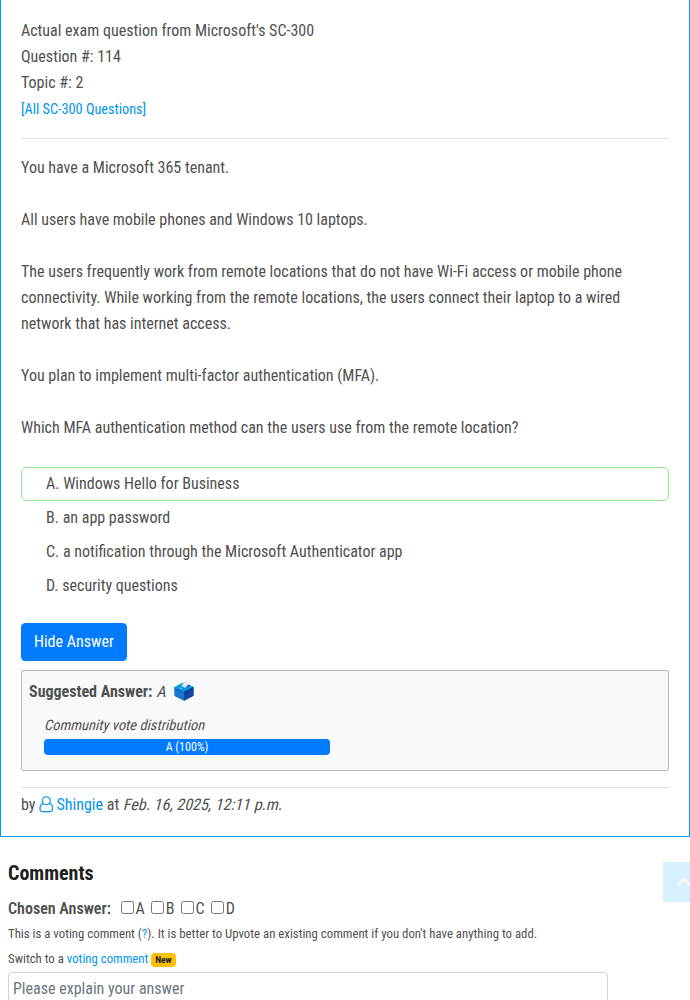 Actual exam question from Microsoft's SC-300
Question #: 114
Topic #: 2
[All SC-300 Questions]
You have a Microsoft 365 tenant.
All users have mobile phones and Windows 10 laptops.
The users frequently work from remote locations that do not have Wi-Fi access or mobile phone
connectivity. While working from the remote locations, the users connect their laptop to a wired
network that has internet access.
You plan to implement multi-factor authentication (MFA).
Which MFA authentication method can the users use from the remote location?
A. Windows Hello for Business
B. an app password
C. a notification through the Microsoft Authenticator app
D. security questions
Hide Answer
Suggested Answer: A
Community vote distribution
A (100%)
by Shingie at Feb. 16, 2025, 12:11 p.m.
Comments
Chosen Answer: A B C D
This is a voting comment (?). It is better to Upvote an existing comment if you don't have anything to add.
Switch to a voting comment New
Please explain your answer